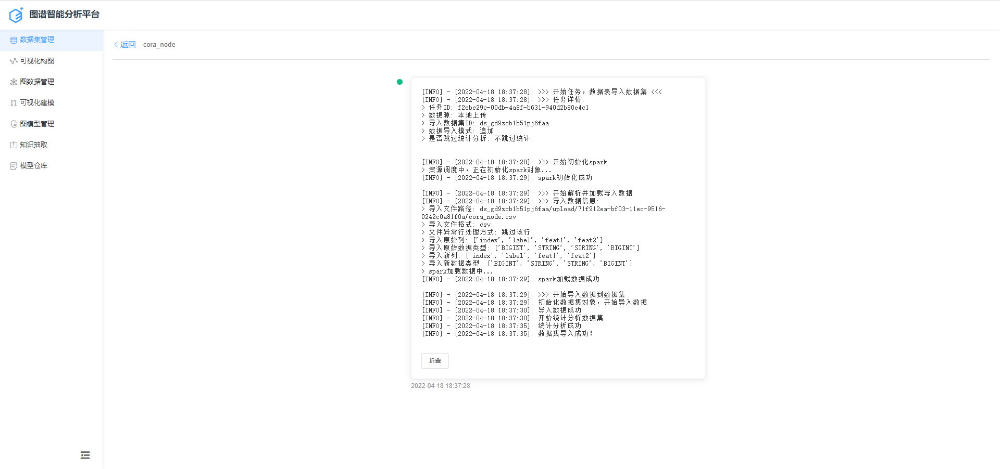 图谱智能分析平台
数据集管理
可视化构图
图数据管理
可视化建模
图模型管理
知识抽取
模型仓库
返回 cora_node
[INFO] - [2022-04-18 18:37:28]: >>> 开始任务，数据表导入数据集 <<<
[INFO] - [2022-04-18 18:37:28]: >>> 任务详情:
> 任务ID: f2ebe29c-00db-4a8f-b631-940d2b80e4c1
> 数据源: 本地上传
> 导入数据集ID: ds_gd9zcb1b51pj6faa
> 数据导入模式: 追加
> 是否跳过统计分析: 不跳过统计
[INFO] - [2022-04-18 18:37:28]: >>> 开始初始化spark
> 资源调度中，正在初始化spark对象...
[INFO] - [2022-04-18 18:37:29]: spark初始化成功
[INFO] - [2022-04-18 18:37:29]: >>> 开始解析并加载导入数据
[INFO] - [2022-04-18 18:37:29]: >>> 导入数据信息:
> 导入文件路径: ds_gd9zcb1b51pj6faa/upload/71f912ea-bf03-11ec-9516-
0242c0a81f0a/cora_node.csv
> 导入文件格式: csv
> 文件异常行处理方式: 跳过该行
> 导入原始列: ['index', 'label', 'feat1', 'feat2']
> 导入原始数据类型: ['BIGINT', 'STRING', 'STRING', 'BIGINT']
> 导入新列: ['index', 'label', 'feat1', 'feat2']
> 导入新数据类型: ['BIGINT', 'STRING', 'STRING', 'BIGINT']
> spark加载数据中...
[INFO] - [2022-04-18 18:37:29]: spark加载数据成功
[INFO] - [2022-04-18 18:37:29]: >>> 开始导入数据到数据集
[INFO] - [2022-04-18 18:37:29]: 初始化数据集对象，开始导入数据
[INFO] - [2022-04-18 18:37:30]: 导入数据成功
[INFO] - [2022-04-18 18:37:30]: 开始统计分析数据集
[INFO] - [2022-04-18 18:37:35]: 统计分析成功
[INFO] - [2022-04-18 18:37:35]: 数据集导入成功!
折叠
2022-04-18 18:37:28